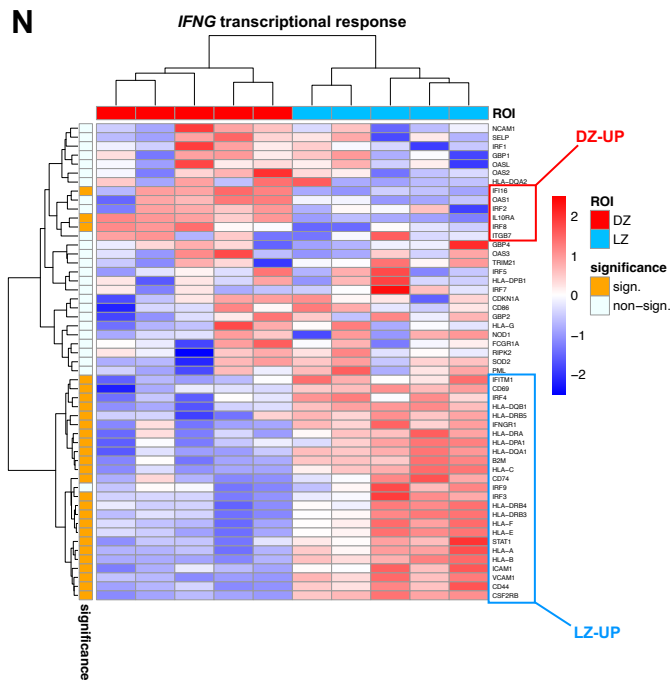 N
IFNG transcriptional response
ROI
NCAM1
SELP
IRF1
GBP1
OASL
OAS2
HLA−DQA2
IFI16
OAS1
IRF2
IL10RA
IRF8
ITGB7
GBP4
OAS3
TRIM21
IRF5
HLA−DPB1
IRF7
CDKN1A
CD86
GBP2
HLA−G
NOD1
FCGR1A
RIPK2
SOD2
PML
IFITM1
CD69
IRF4
HLA−DQB1
HLA−DRB5
IFNGR1
HLA−DRA
HLA−DPA1
HLA−DQA1
B2M
HLA−C
CD74
IRF9
IRF3
HLA−DRB4
HLA−DRB3
HLA−F
HLA−E
STAT1
HLA−A
HLA−B
ICAM1
VCAM1
CD44
CSF2RB
significance
DZ-UP
LZ-UP
2
1
0
−1
−2
ROI
DZ
LZ
significance
sign.
non−sign.